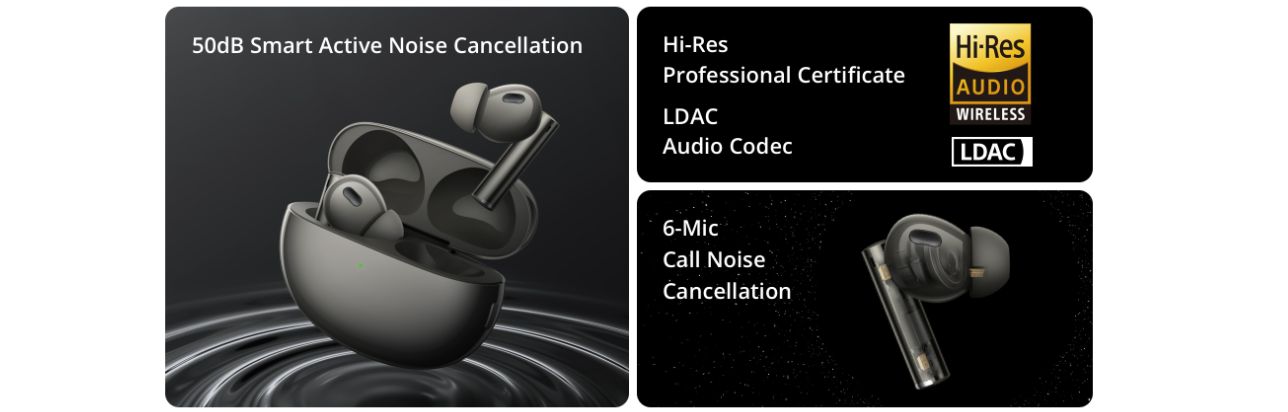 50dB Smart Active Noise Cancellation
Hi-Res
Professional Certificate
LDAC
Audio Codec
Hi-Res
AUDIO
WIRELESS
LDAC
6-Mic
Call Noise
Cancellation